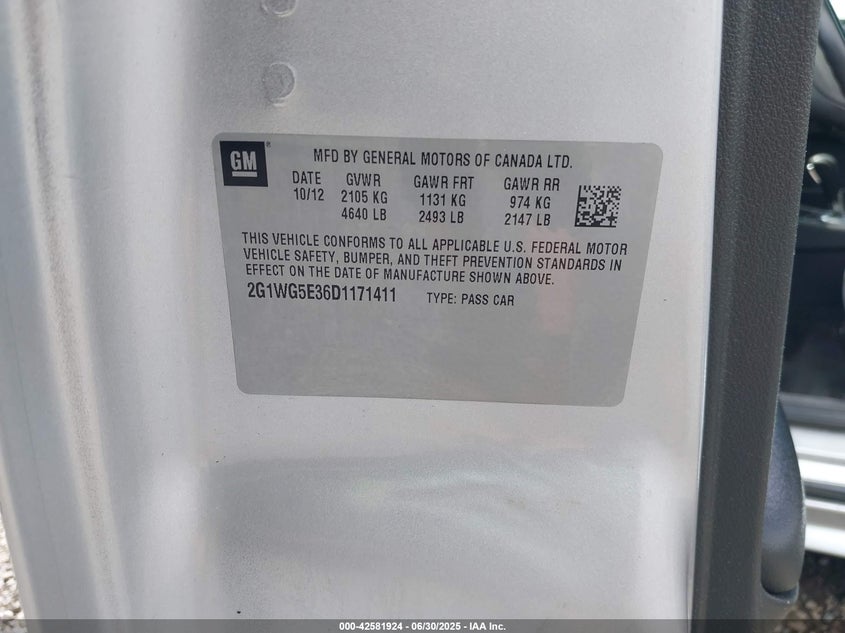 GM
MFD BY GENERAL MOTORS OF CANADA LTD.
DATE GVWR GAWR FRT GAWR RR
10/12 2105 KG 1131 KG 974 KG
4640 LB 2493 LB 2147 LB
THIS VEHICLE CONFORMS TO ALL APPLICABLE U.S. FEDERAL MOTOR
VEHICLE SAFETY, BUMPER, AND THEFT PREVENTION STANDARDS IN
EFFECT ON THE DATE OF MANUFACTURE SHOWN ABOVE.
2G1WG5E36D1171411 TYPE: PASS CAR
000-42581924 - 06/30/2025 - IAA Inc.